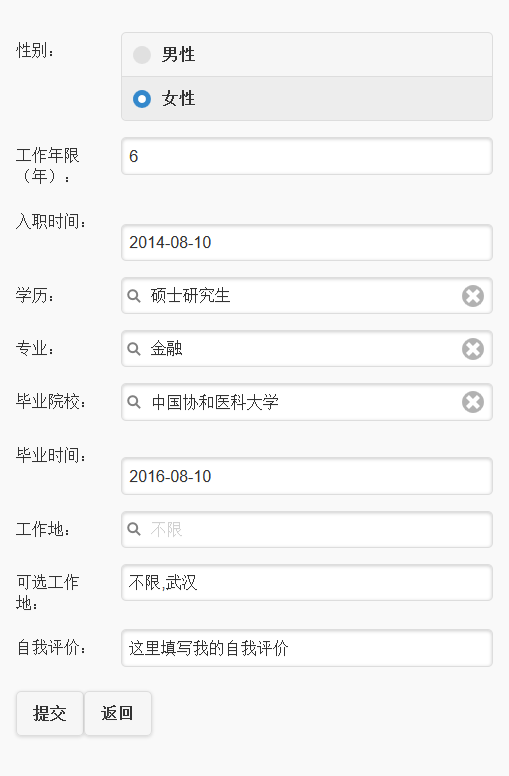 性别：
男性
女性
工作年限
（年）：
6
入职时间：
2014-08-10
学历：
硕士研究生
专业：
金融
毕业院校：
中国协和医科大学
毕业时间：
2016-08-10
工作地：
不限
可选工作
地：
不限,武汉
自我评价：
这里填写我的自我评价
提交
返回